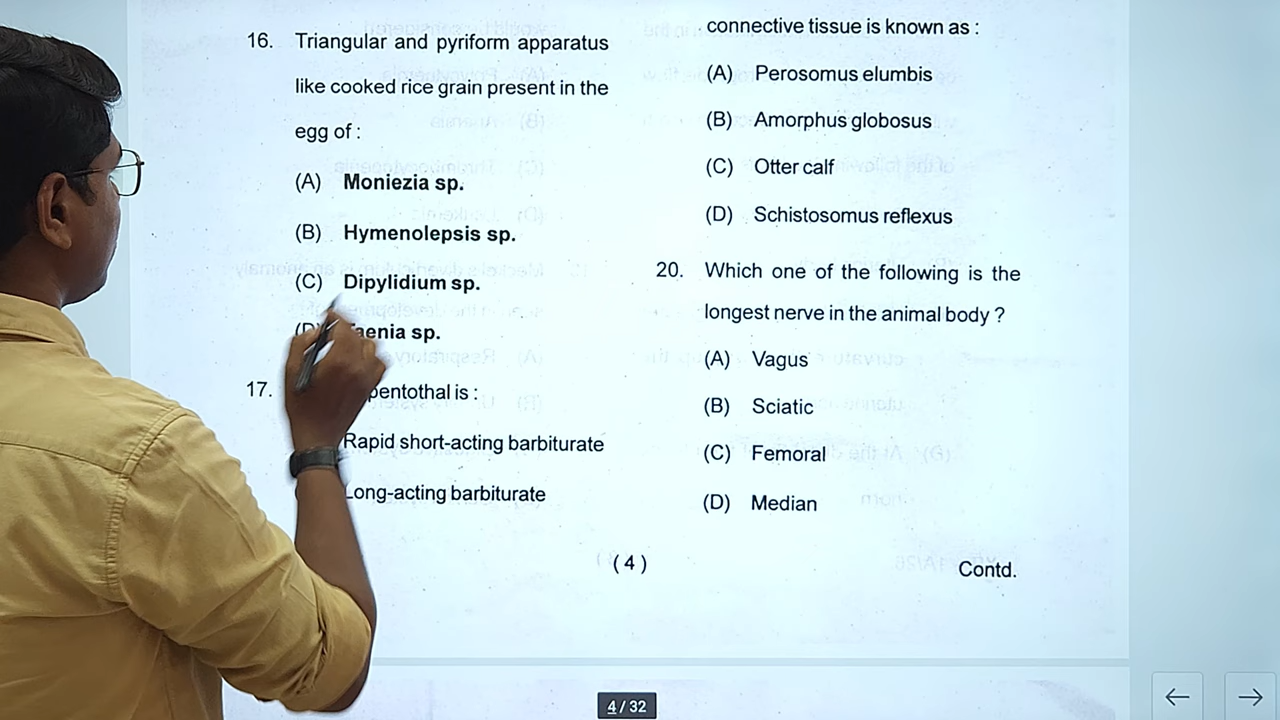 16. Triangular and pyriform apparatus
like cooked rice grain present in the
egg of :
(A) Moniezia sp.
(B) Hymenolepsis sp.
(C) Dipylidium sp.
sp.
17.
is :
Rapid short-acting barbiturate
Long-acting barbiturate
connective tissue is known as :
(A) Perosomus elumbis
(B) Amorphus globosus
(C) Otter calf
(D) Schistosomus reflexus
20. Which one of the following is the
longest nerve in the animal body ?
(A) Vagus
(B) Sciatic
(C) Femoral
(D) Median
( 4 )
Contd.
4 / 32